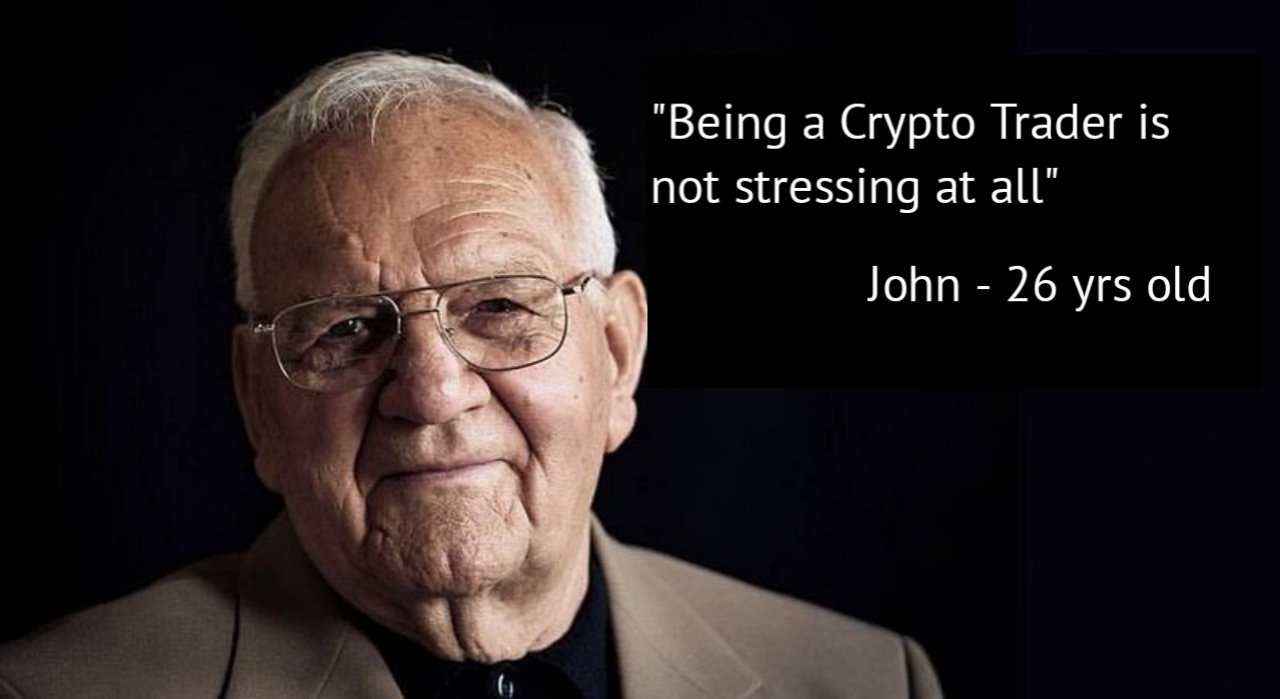 "Being a Crypto Trader is
not stressing at all"
John - 26 yrs old